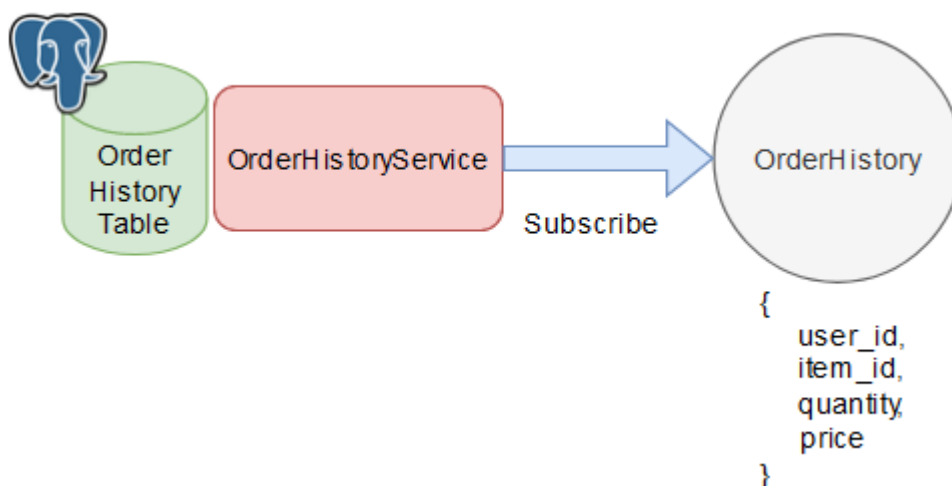 Order
History
Table
OrderHistoryService
Subscribe
OrderHistory
{
user_id,
item_id,
quantity,
price
}